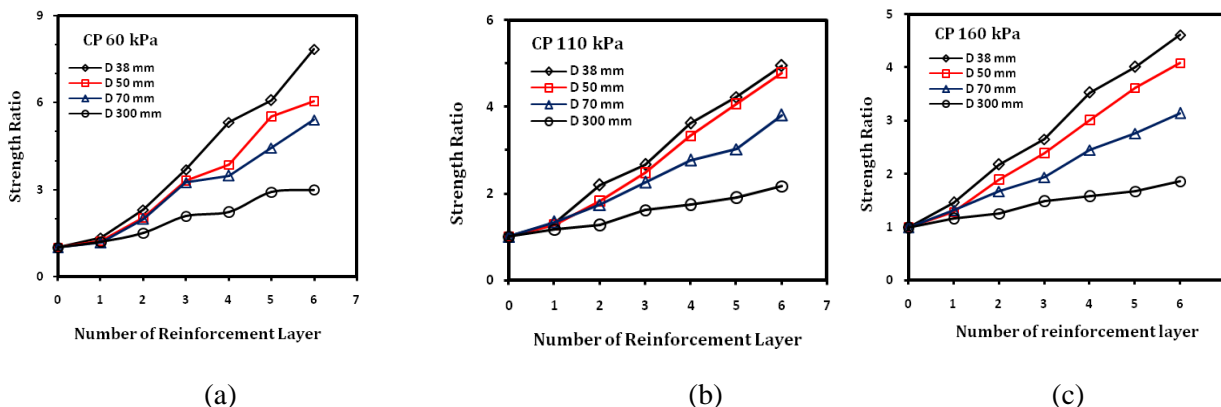 CP 60 kPa
D 38 mm
D 50 mm
D 70 mm
D 300 mm
Strength Ratio
9
6
3
0
0 1 2 3 4 5 6 7
Number of Reinforcement Layer
(a)
CP 110 kPa
D 38 mm
D 50 mm
D 70 mm
D 300 mm
Strength Ratio
6
4
2
0
0 1 2 3 4 5 6 7
Number of Reinforcement Layer
(b)
CP 160 kPa
D 38 mm
D 50 mm
D 70 mm
D 300 mm
Strength Ratio
5
4
3
2
1
0
0 1 2 3 4 5 6
Number of reinforcement layer
(c)